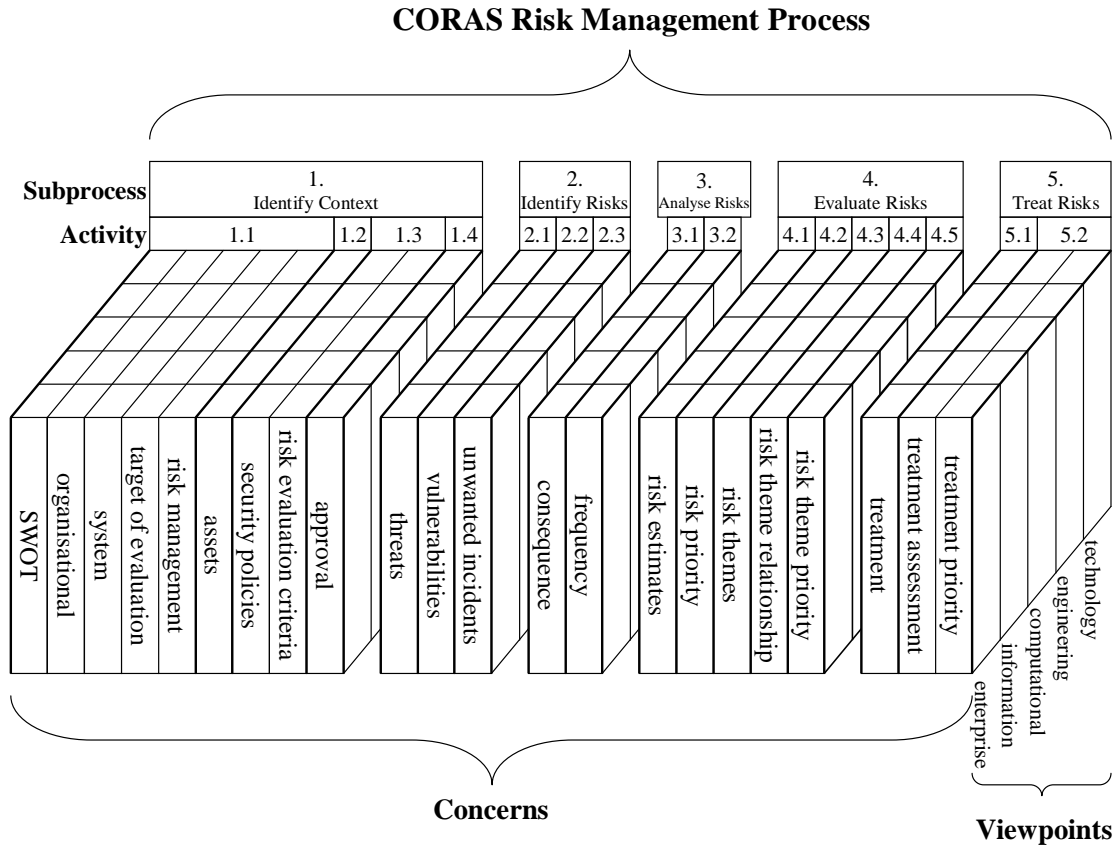 CORAS Risk Management Process
Subprocess
1.
Identify Context
2.
Identify Risks
3.
Analyse Risks
4.
Evaluate Risks
5.
Treat Risks
Activity
1.1
1.2
1.3
1.4
2.1
2.2
2.3
3.1
3.2
4.1
4.2
4.3
4.4
4.5
5.1
5.2
SWOT
organisational
system
target of evaluation
risk management
assets
security policies
risk evaluation criteria
approval
threats
vulnerabilities
unwanted incidents
consequence
frequency
risk estimates
risk priority
risk themes
risk theme relationship
risk theme priority
treatment
treatment assessment
treatment priority
enterprise
information
computational
engineering
technology
Concerns
Viewpoints